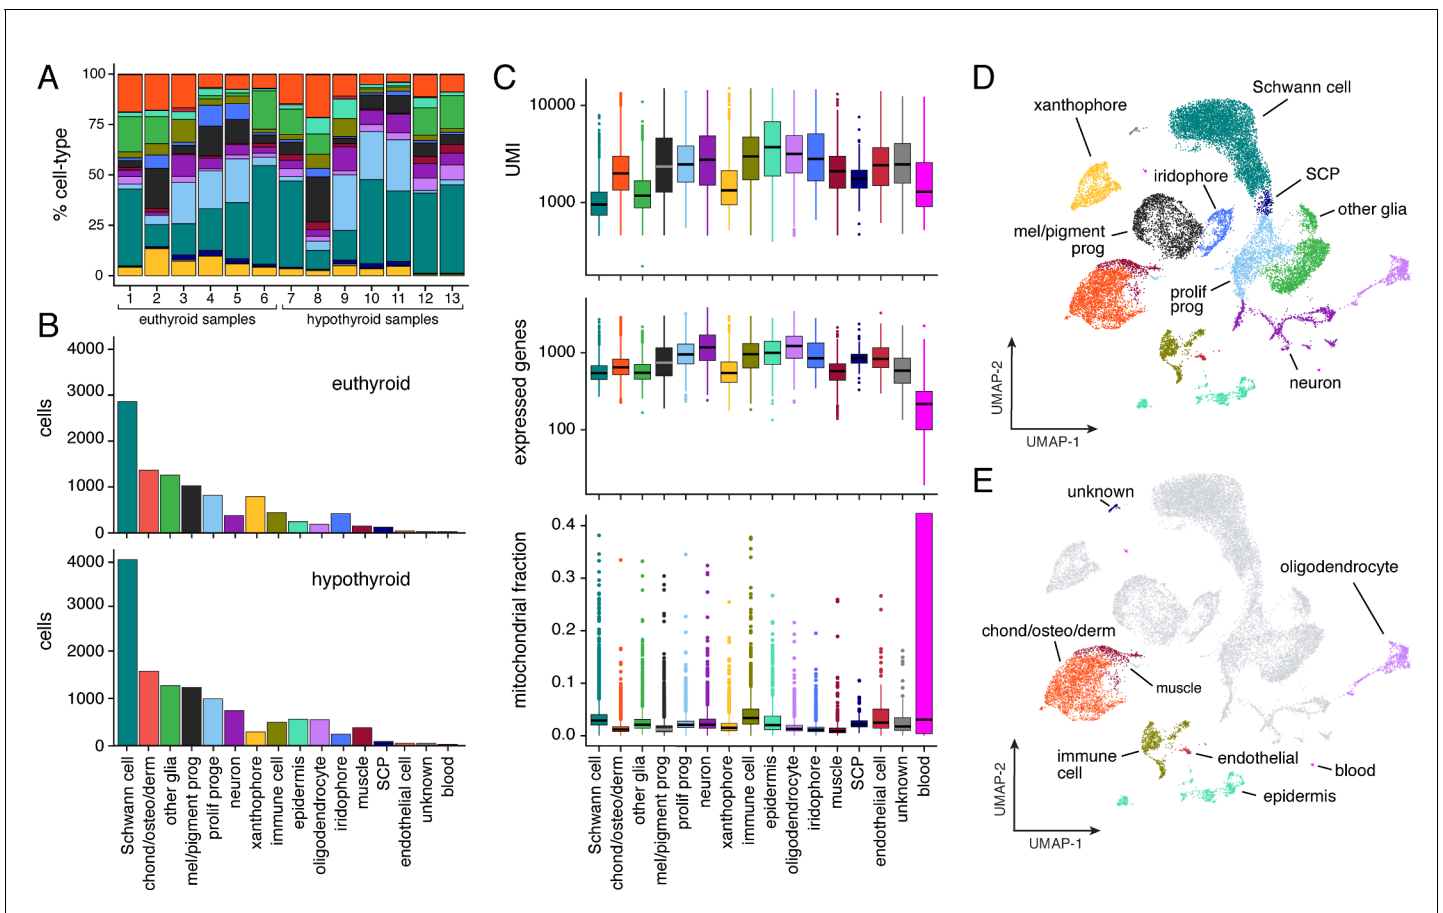 A
100
75
50
25
0
% cell-type
1 2 3 4 5 6 7 8 9 10 11 12 13
euthyroid samples
hypothyroid samples
B
4000
3000
2000
1000
0
cells
euthyroid
4000
3000
2000
1000
0
cells
hypothyroid
Schwann cell
chond/osteo/derm
other glia
mel/pigment prog
prolif proge
neuron
xanthophore
immune cell
epidermis
oligodendrocyte
iridophore
muscle
SCP
endothelial cell
unknown
blood
C
10000
1000
UMI
1000
100
expressed genes
0.4
0.3
0.2
0.1
0.0
mitochondrial fraction
Schwann cell
chond/osteo/derm
other glia
mel/pigment prog
prolif prog
neuron
xanthophore
immune cell
epidermis
oligodendrocyte
iridophore
muscle
SCP
endothelial cell
unknown
blood
D
Schwann cell
xanthophore
iridophore
SCP
other glia
mel/pigment
prog
prolif
prog
neuron
UMAP-2
UMAP-1
E
unknown
oligodendrocyte
chond/osteo/derm
muscle
immune
cell
endothelial
blood
epidermis
UMAP-2
UMAP-1